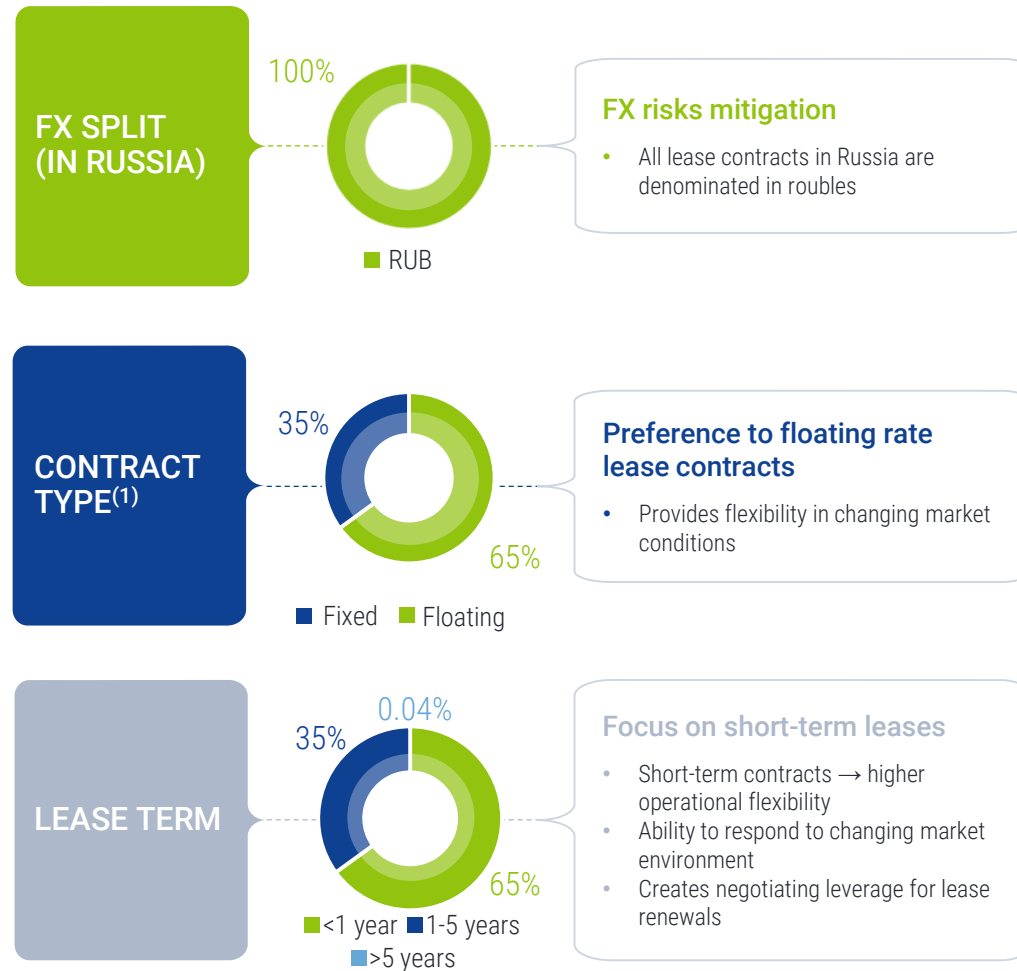 FX SPLIT
(IN RUSSIA)
100%
RUB
FX risks mitigation
• All lease contracts in Russia are
denominated in roubles
CONTRACT
TYPE(1)
35%
65%
Fixed Floating
Preference to floating rate
lease contracts
• Provides flexibility in changing market
conditions
LEASE TERM
0.04%
35%
65%
<1 year 1-5 years
>5 years
Focus on short-term leases
• Short-term contracts → higher
operational flexibility
• Ability to respond to changing market
environment
• Creates negotiating leverage for lease
renewals